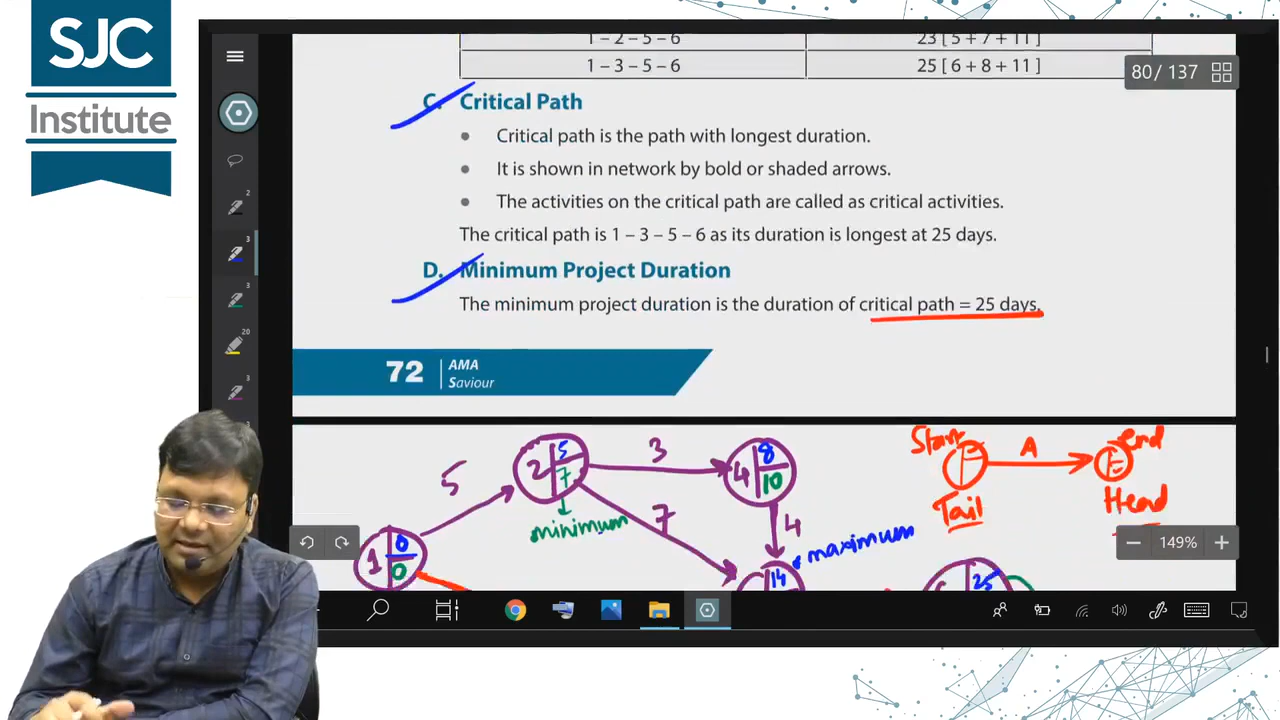 SJC
Institute
80 / 137
1 – 2 – 5 – 6 23 [ 5 + 7 + 11 ]
1 – 3 – 5 – 6 25 [ 6 + 8 + 11 ]
C. Critical Path
• Critical path is the path with longest duration.
• It is shown in network by bold or shaded arrows.
• The activities on the critical path are called as critical activities.
The critical path is 1 – 3 – 5 – 6 as its duration is longest at 25 days.
D. Minimum Project Duration
The minimum project duration is the duration of critical path = 25 days.
72 AMA
Saviour
2
3
3
20
3
5
2 5
7
minimum
3
4 8
10
7
4
maximum
14
1 0
0
Start
A
end
Tail
Head
25
149%